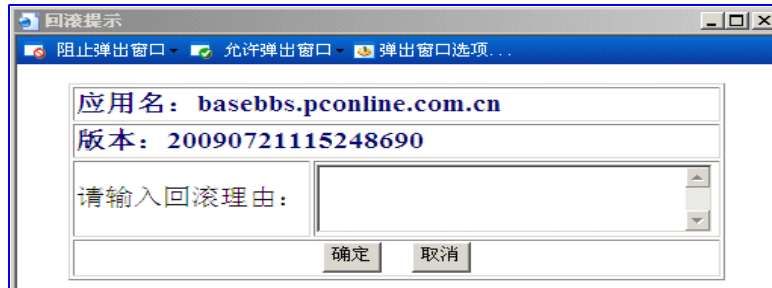 回滚提示
阻止弹出窗口 允许弹出窗口 弹出窗口选项...
应用名：basebbs.pconline.com.cn
版本：20090721115248690
请输入回滚理由：
确定 取消